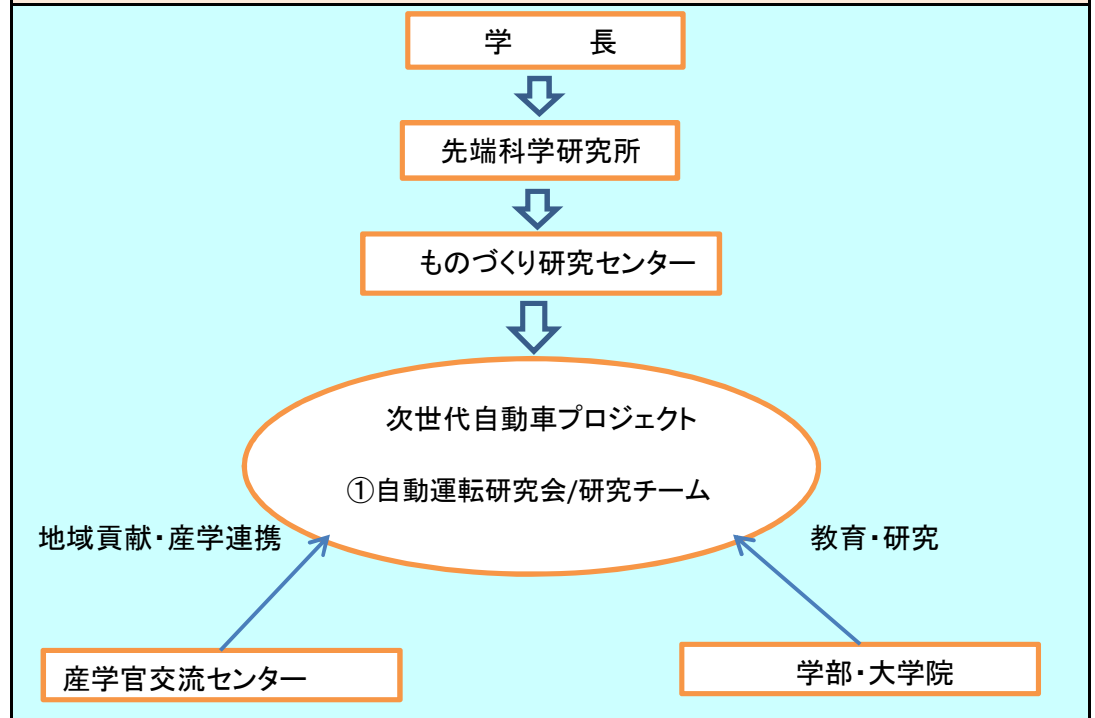 学　　長
先端科学研究所
ものづくり研究センター
次世代自動車プロジェクト
①自動運転研究会/研究チーム
地域貢献・産学連携
教育・研究
産学官交流センター
学部・大学院